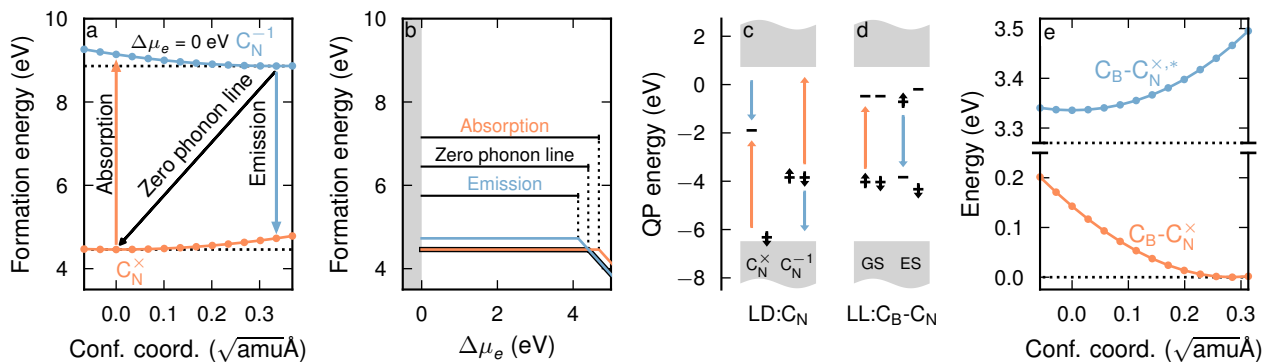 a
Δμe = 0 eV
C_N^{-1}
Absorption
Zero phonon line
Emission
C_N^×
Formation energy (eV)
10
8
6
4
0.0 0.1 0.2 0.3
Conf. coord. (√amuÅ)
b
Absorption
Zero phonon line
Emission
Formation energy (eV)
10
8
6
4
0 2 4
Δμe (eV)
c
d
QP energy (eV)
2
0
−2
−4
−6
−8
C_N^× C_N^{-1}
GS ES
LD:C_N
LL:C_B-C_N
e
Energy (eV)
3.5
3.4
3.3
0.2
0.1
0.0
C_B-C_N^{×,*}
C_B-C_N^×
0.0 0.1 0.2 0.3
Conf. coord. (√amuÅ)